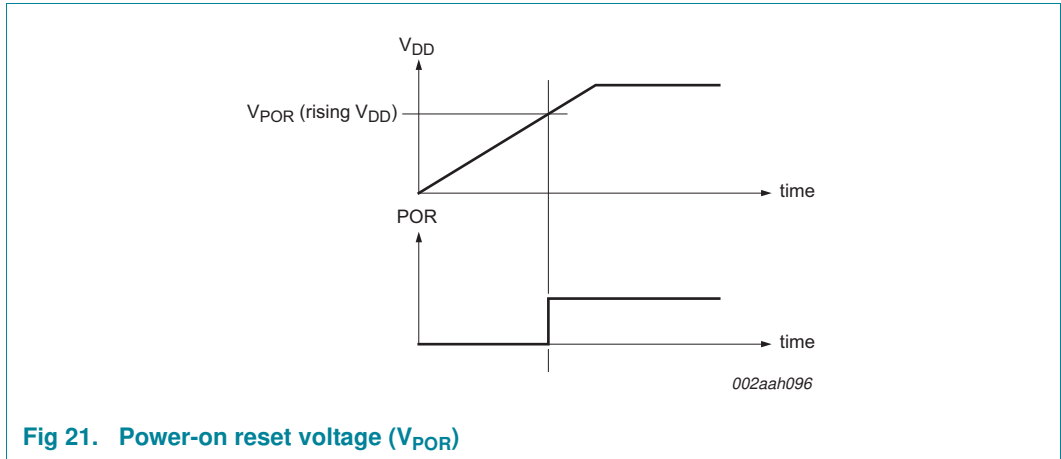 VDD
VPOR (rising VDD)
time
POR
time
002aah096
Fig 21. Power-on reset voltage (VPOR)